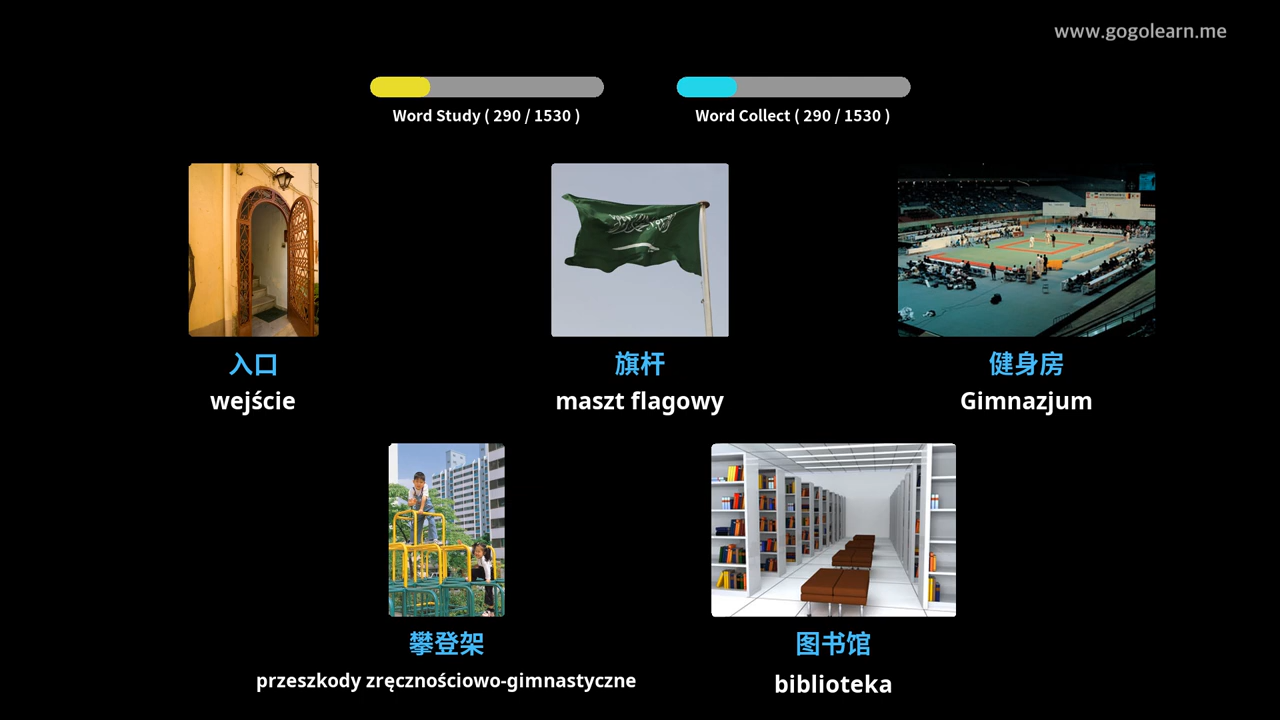 www.gogolearn.me
Word Study ( 290 / 1530 )
Word Collect ( 290 / 1530 )
入口
wejście
旗杆
maszt flagowy
健身房
Gimnazjum
攀登架
przeszkody zręcznościowo-gimnastyczne
图书馆
biblioteka